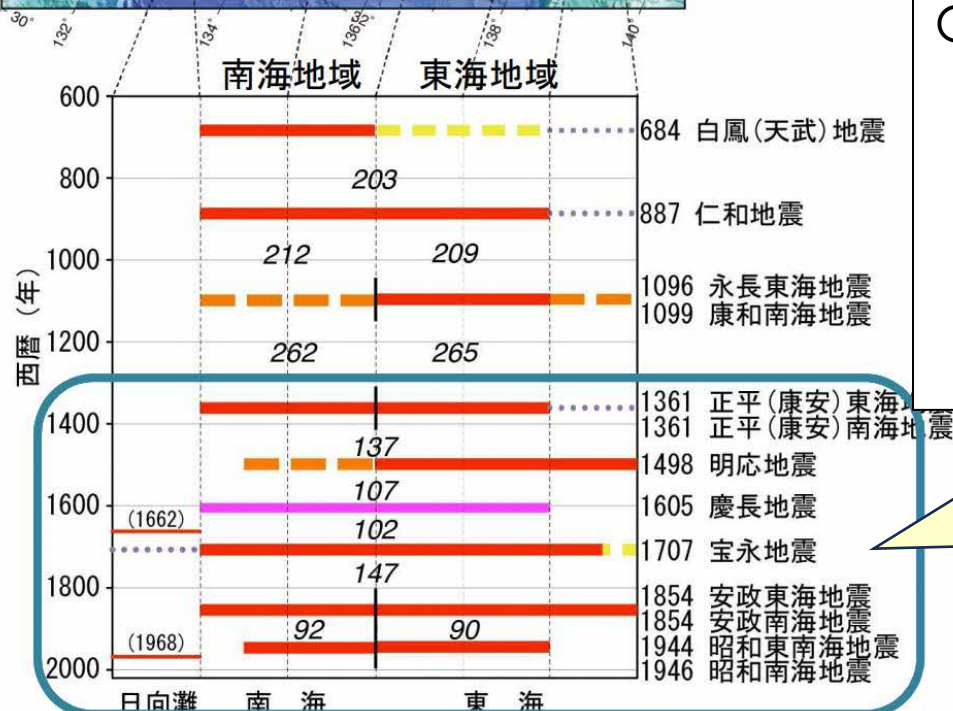 30° 132° 134° 136° 138° 140°
南海地域 東海地域
600
684 白鳳(天武)地震
800
203
887 仁和地震
1000
212 209
1096 永長東海地震
1099 康和南海地震
西暦(年)
1200
262 265
1361 正平(康安)東海地震
1400
1361 正平(康安)南海地震
137
1498 明応地震
107
1600
1605 慶長地震
(1662)
102
1707 宝永地震
147
1800
1854 安政東海地震
1854 安政南海地震
92 90
(1968)
1944 昭和東南海地震
2000
1946 昭和南海地震
日向灘 南海 東海